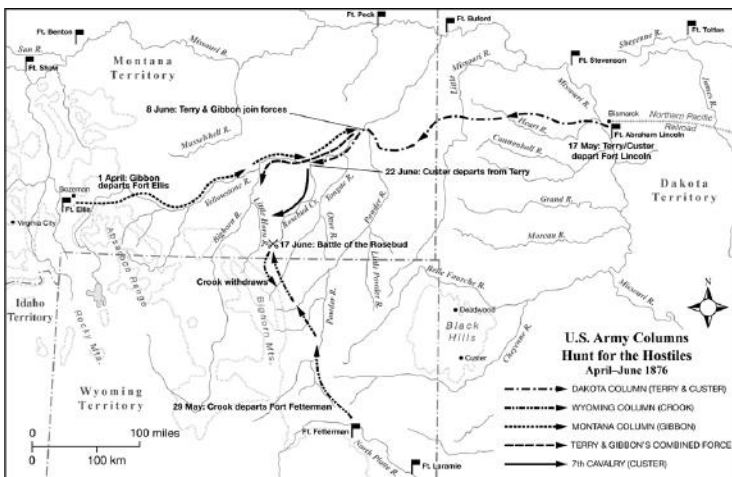 Ft. Peck
Ft. Buford
Ft. Totten
Ft. Benton
Missouri R.
Sheyenne R.
Sun R.
Ft. Shaw
Montana
Territory
Missouri R.
Ft. Stevenson
Little
Missouri R.
James R.
8 June: Terry & Gibbon join forces
Bismarck
Northern Pacific
Railroad
Musselshell R.
Heart R.
Ft. Abraham Lincoln
Cannonball R.
17 May: Terry/Custer
depart Fort Lincoln
1 April: Gibbon
departs Fort Ellis
22 June: Custer departs from Terry
Bozeman
Yellowstone R.
Dakota
Territory
Ft. Ellis
Bighorn R.
Little Horn R.
Rosebud Cr.
Tongue R.
Powder R.
Grand R.
Virginia City
Otter R.
Moreau R.
Absaroka Range
17 June: Battle of the Rosebud
Little Powder R.
Belle Fourche R.
Missouri R.
Crook withdraws
N
Idaho
Territory
Rocky Mts.
Bighorn Mts.
Powder R.
Deadwood
Black
Hills
Custer
Cheyenne R.
U.S. Army Columns
Hunt for the Hostiles
April–June 1876
Wyoming
Territory
29 May: Crook departs Fort Fetterman
DAKOTA COLUMN (TERRY & CUSTER)
WYOMING COLUMN (CROOK)
0 100 miles
Ft. Fetterman
MONTANA COLUMN (GIBBON)
TERRY & GIBBON'S COMBINED FORCE
0 100 km
North Platte R.
Ft. Laramie
7th CAVALRY (CUSTER)